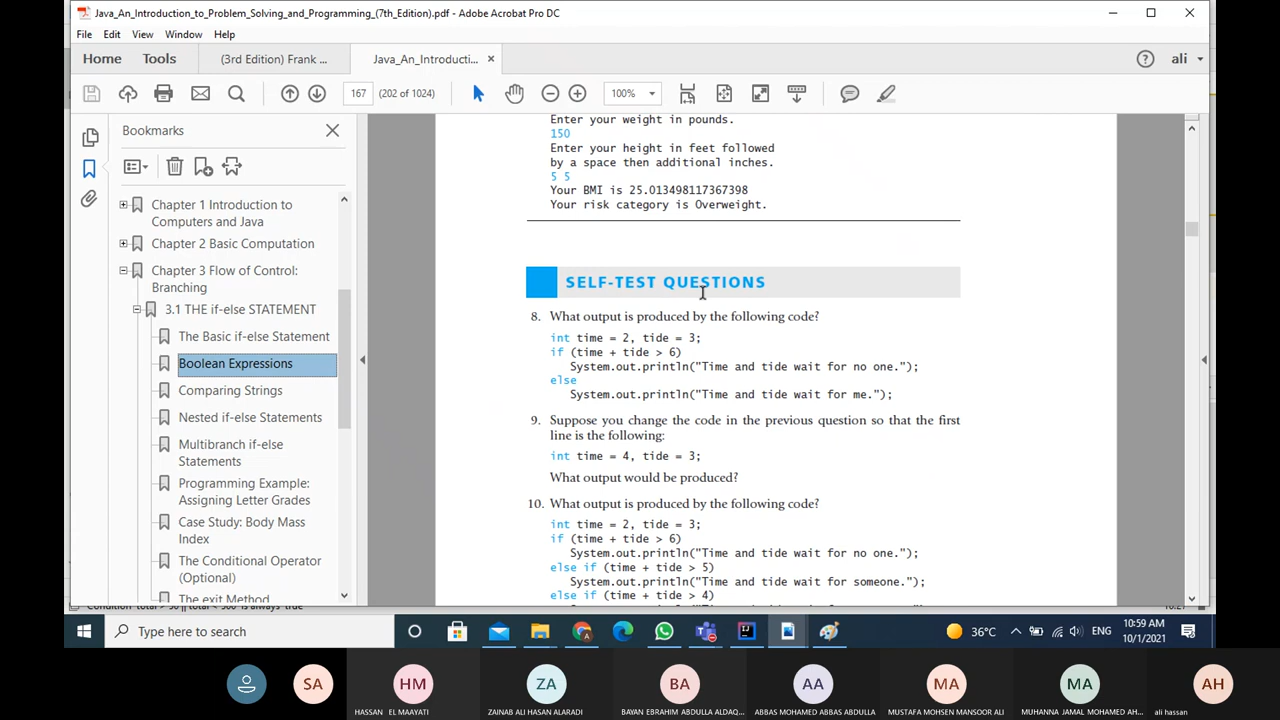 Java_An_Introduction_to_Problem_Solving_and_Programming_(7th_Edition).pdf - Adobe Acrobat Pro DC
File Edit View Window Help
Home Tools (3rd Edition) Frank ... Java_An_Introducti... ali
167 (202 of 1024) 100%
Bookmarks
Chapter 1 Introduction to
Computers and Java
Chapter 2 Basic Computation
Chapter 3 Flow of Control:
Branching
3.1 THE if-else STATEMENT
The Basic if-else Statement
Boolean Expressions
Comparing Strings
Nested if-else Statements
Multibranch if-else
Statements
Programming Example:
Assigning Letter Grades
Case Study: Body Mass
Index
The Conditional Operator
(Optional)
The exit Method
Enter your weight in pounds.
150
Enter your height in feet followed
by a space then additional inches.
5 5
Your BMI is 25.013498117367398
Your risk category is Overweight.
SELF-TEST QUESTIONS
8. What output is produced by the following code?
int time = 2, tide = 3;
if (time + tide > 6)
System.out.println("Time and tide wait for no one.");
else
System.out.println("Time and tide wait for me.");
9. Suppose you change the code in the previous question so that the first
line is the following:
int time = 4, tide = 3;
What output would be produced?
10. What output is produced by the following code?
int time = 2, tide = 3;
if (time + tide > 6)
System.out.println("Time and tide wait for no one.");
else if (time + tide > 5)
System.out.println("Time and tide wait for someone.");
else if (time + tide > 4)
Type here to search
36°C ENG 10:59 AM
10/1/2021
SA HM ZA BA AA MA MA AH
HASSAN EL MAAYATI ZAINAB ALI HASAN ALARADI BAYAN EBRAHIM ABDULLA ALDAQ... ABBAS MOHAMED ABBAS ABDULLA MUSTAFA MOHSEN MANSOOR ALI MUHANNA JAMAL MOHAMED AH... ali hassan